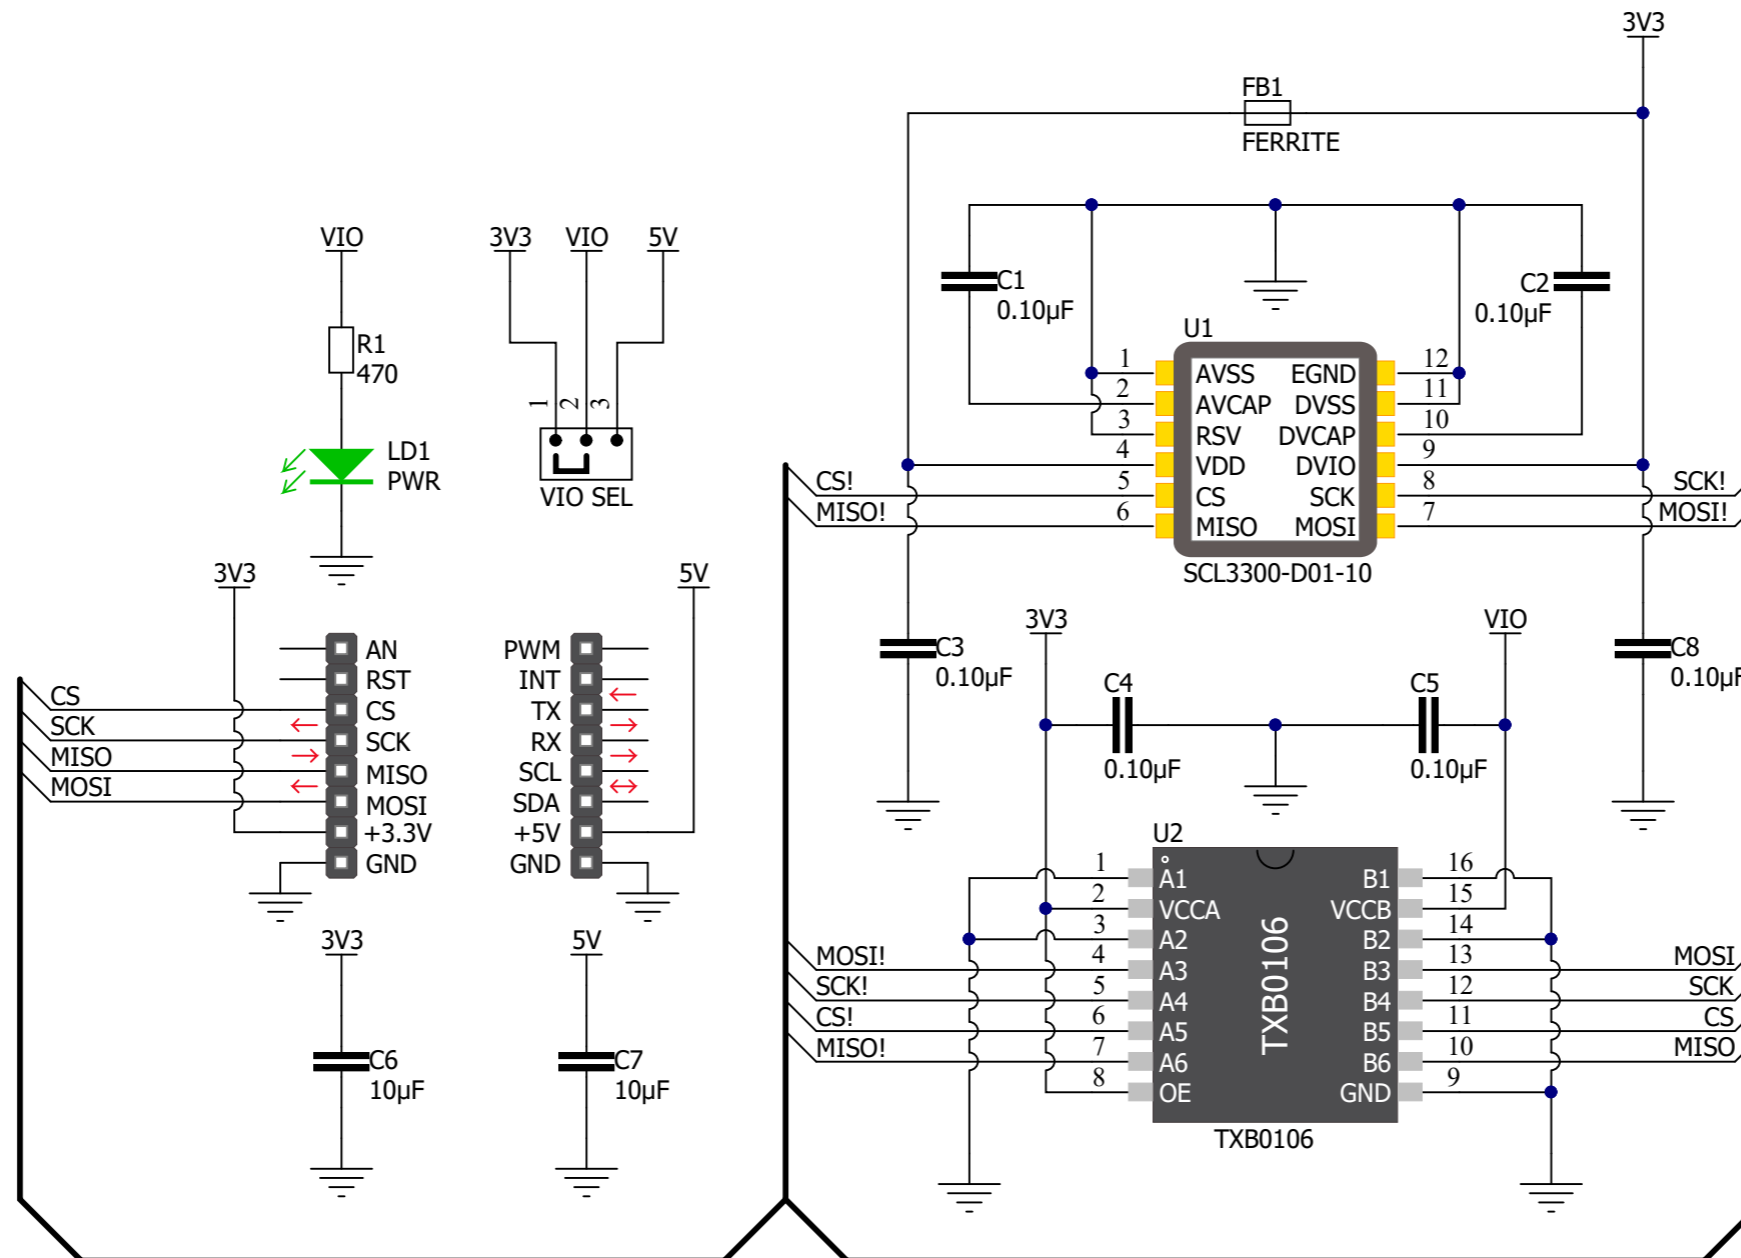 3V3
FB1
FERRITE
VIO
3V3 VIO 5V
R1
470
1 2 3
VIO SEL
LD1
PWR
C1
0.10µF
C2
0.10µF
U1
1 AVSS EGND 12
2 AVCAP DVSS 11
3 RSV DVCAP 10
4 VDD DVIO 9
CS! 5 CS SCK 8 SCK!
MISO! 6 MISO MOSI 7 MOSI!
SCL3300-D01-10
3V3
5V
AN PWM
RST INT
CS CS TX
SCK SCK RX
MISO MISO SCL
MOSI MOSI SDA
+3.3V +5V
GND GND
3V3
VIO
C3
0.10µF
C8
0.10µF
C4
0.10µF
C5
0.10µF
3V3
C6
10µF
5V
C7
10µF
U2
1 A1 B1 16
2 VCCA VCCB 15
3 A2 B2 14
MOSI! 4 A3 B3 13 MOSI
SCK! 5 A4 B4 12 SCK
CS! 6 A5 B5 11 CS
MISO! 7 A6 B6 10 MISO
8 OE GND 9
TXB0106
TXB0106